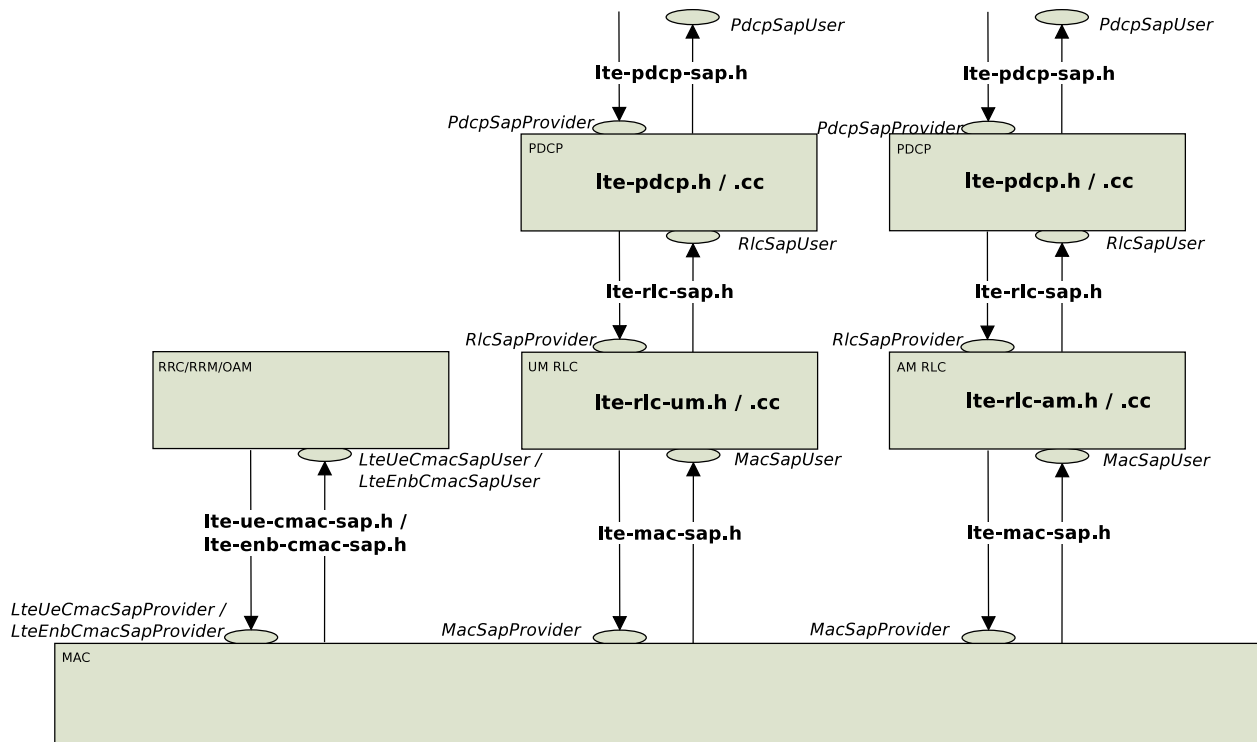 PdcpSapUser
PdcpSapUser
lte-pdcp-sap.h
lte-pdcp-sap.h
PdcpSapProvider
PdcpSapProvider
PDCP
PDCP
lte-pdcp.h / .cc
lte-pdcp.h / .cc
RlcSapUser
RlcSapUser
lte-rlc-sap.h
lte-rlc-sap.h
RlcSapProvider
RlcSapProvider
RRC/RRM/OAM
UM RLC
AM RLC
lte-rlc-um.h / .cc
lte-rlc-am.h / .cc
LteUeCmacSapUser /
LteEnbCmacSapUser
MacSapUser
MacSapUser
lte-ue-cmac-sap.h /
lte-enb-cmac-sap.h
lte-mac-sap.h
lte-mac-sap.h
LteUeCmacSapProvider /
LteEnbCmacSapProvider
MacSapProvider
MacSapProvider
MAC